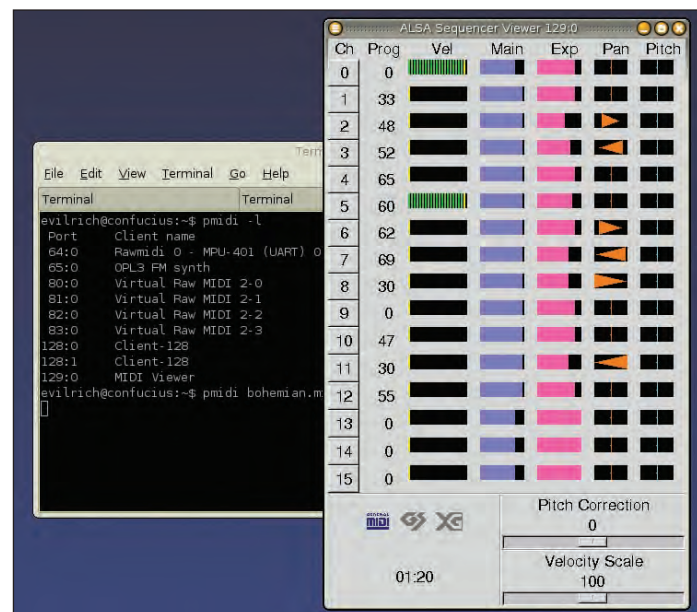 ALSA Sequencer Viewer 129:0
Ch Prog Vel Main Exp Pan Pitch
0 0
1 33
2 48
3 52
4 65
5 60
6 62
7 69
8 30
9 0
10 47
11 30
12 55
13 0
14 0
15 0
GENERAL MIDI GS XG
01:20
Pitch Correction
0
Velocity Scale
100
File Edit View Terminal Go Help
Terminal Terminal
evilrich@confucius:~$ pmidi -l
Port Client name
64:0 Rawmidi 0 - MPU-401 (UART) 0
65:0 OPL3 FM synth
80:0 Virtual Raw MIDI 2-0
81:0 Virtual Raw MIDI 2-1
82:0 Virtual Raw MIDI 2-2
83:0 Virtual Raw MIDI 2-3
128:0 Client-128
128:1 Client-128
129:0 MIDI Viewer
evilrich@confucius:~$ pmidi bohemian.m